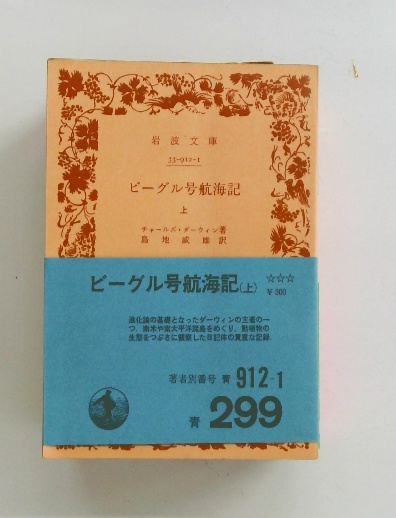 岩波文庫
33-912-1
ビーグル号航海記
上
チャールズ・ダーウィン著
島地威雄訳
ビーグル号航海記(上) ☆☆☆
¥300
進化論の基礎となったダーウィンの主著の一
つ. 南米や南太平洋諸島をめぐり, 動植物の
生態をつぶさに観察した日記体の貴重な記録.
著者別番号 青 912-1
青 299